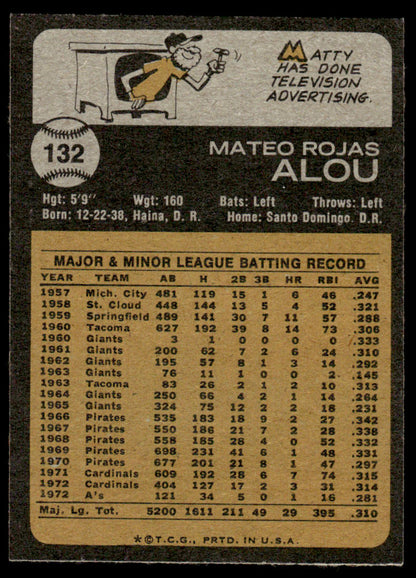 MATTY
HAS DONE
TELEVISION
ADVERTISING.
132
MATEO ROJAS
ALOU
Hgt: 5'9" Wgt: 160 Bats: Left Throws: Left
Born: 12-22-38, Haina, D. R. Home: Santo Domingo, D.R.
MAJOR & MINOR LEAGUE BATTING RECORD
YEAR TEAM AB H 2B 3B HR RBI AVG
1957 Mich. City 481 119 15 1 6 46 .247
1958 St. Cloud 448 144 13 5 4 52 .321
1959 Springfield 489 141 30 7 11 57 .288
1960 Tacoma 627 192 39 8 14 73 .306
1960 Giants 3 1 0 0 0 0 .333
1961 Giants 200 62 7 2 6 24 .310
1962 Giants 195 57 8 1 3 14 .292
1963 Giants 76 11 1 0 0 2 .145
1963 Tacoma 83 26 2 1 2 10 .313
1964 Giants 250 66 4 2 1 14 .264
1965 Giants 324 75 12 2 2 18 .231
1966 Pirates 535 183 18 9 2 27 .342
1967 Pirates 550 186 21 7 2 28 .338
1968 Pirates 558 185 28 4 0 52 .332
1969 Pirates 698 231 41 6 1 48 .331
1970 Pirates 677 201 21 8 1 47 .297
1971 Cardinals 609 192 28 6 7 74 .315
1972 Cardinals 404 127 17 2 3 31 .314
1972 A's 121 34 5 0 1 16 .281
Maj. Lg. Tot. 5200 1611 211 49 29 395 .310
*©T.C.G., PRTD. IN U.S.A.